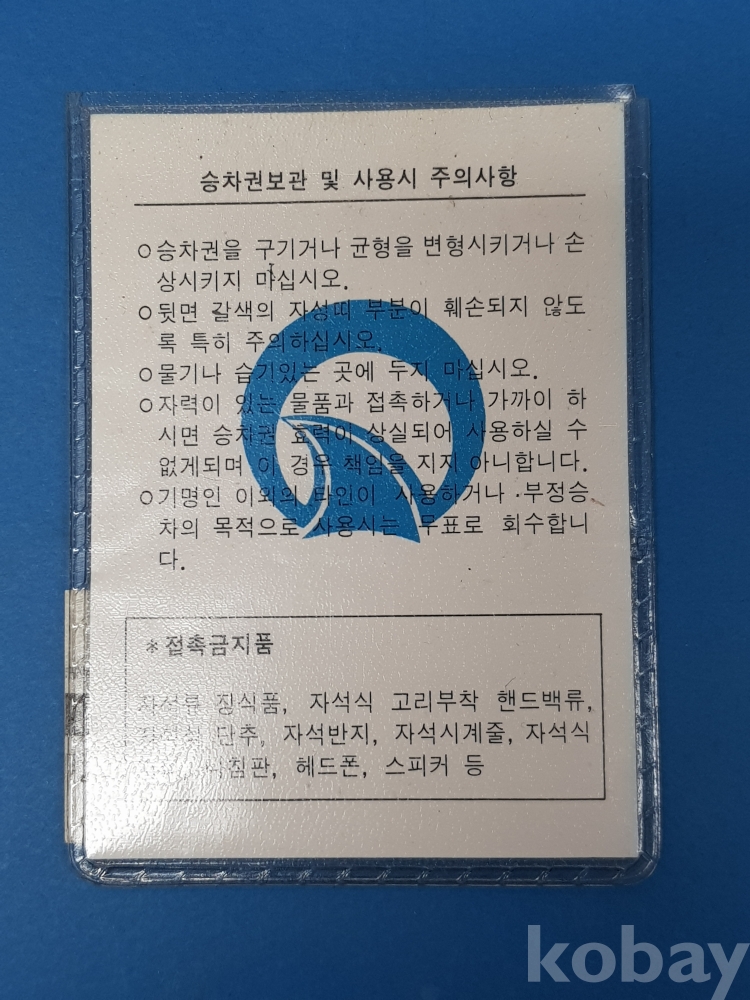 승차권보관 및 사용시 주의사항
○승차권을 구기거나 균형을 변형시키거나 손
상시키지 마십시오.
○뒷면 갈색의 자성띠 부분이 훼손되지 않도
록 특히 주의하십시오.
○물기나 습기있는 곳에 두지 마십시오.
○자력이 있는 물품과 접촉하거나 가까이 하
시면 승차권 효력이 상실되어 사용하실 수
없게되며 이 경우 책임을 지지 아니합니다.
○기명인 이외의 타인이 사용하거나 부정승
차의 목적으로 사용시는 무표로 회수합니
다.
*접촉금지품
자석류 장식품, 자석식 고리부착 핸드백류,
단추, 자석반지, 자석시계줄, 자석식
헤드폰, 스피커 등
kobay